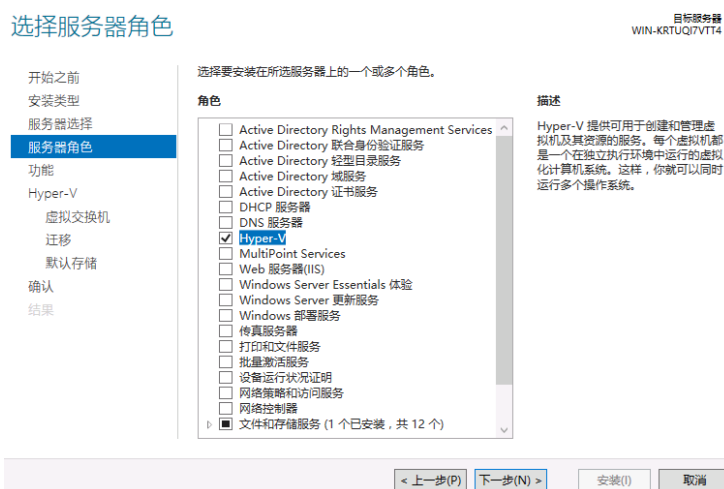 选择服务器角色
目标服务器
WIN-KRTUQI7VTT4
开始之前
安装类型
服务器选择
服务器角色
功能
Hyper-V
虚拟交换机
迁移
默认存储
确认
结果
选择要安装在所选服务器上的一个或多个角色。
角色
Active Directory Rights Management Services
Active Directory 联合身份验证服务
Active Directory 轻型目录服务
Active Directory 域服务
Active Directory 证书服务
DHCP 服务器
DNS 服务器
Hyper-V
MultiPoint Services
Web 服务器(IIS)
Windows Server Essentials 体验
Windows Server 更新服务
Windows 部署服务
传真服务器
打印和文件服务
批量激活服务
设备运行状况证明
网络策略和访问服务
网络控制器
文件和存储服务 (1 个已安装，共 12 个)
描述
Hyper-V 提供可用于创建和管理虚
拟机及其资源的服务。每个虚拟机都
是一个在独立执行环境中运行的虚拟
化计算机系统。这样，你就可以同时
运行多个操作系统。
< 上一步(P)
下一步(N) >
安装(I)
取消